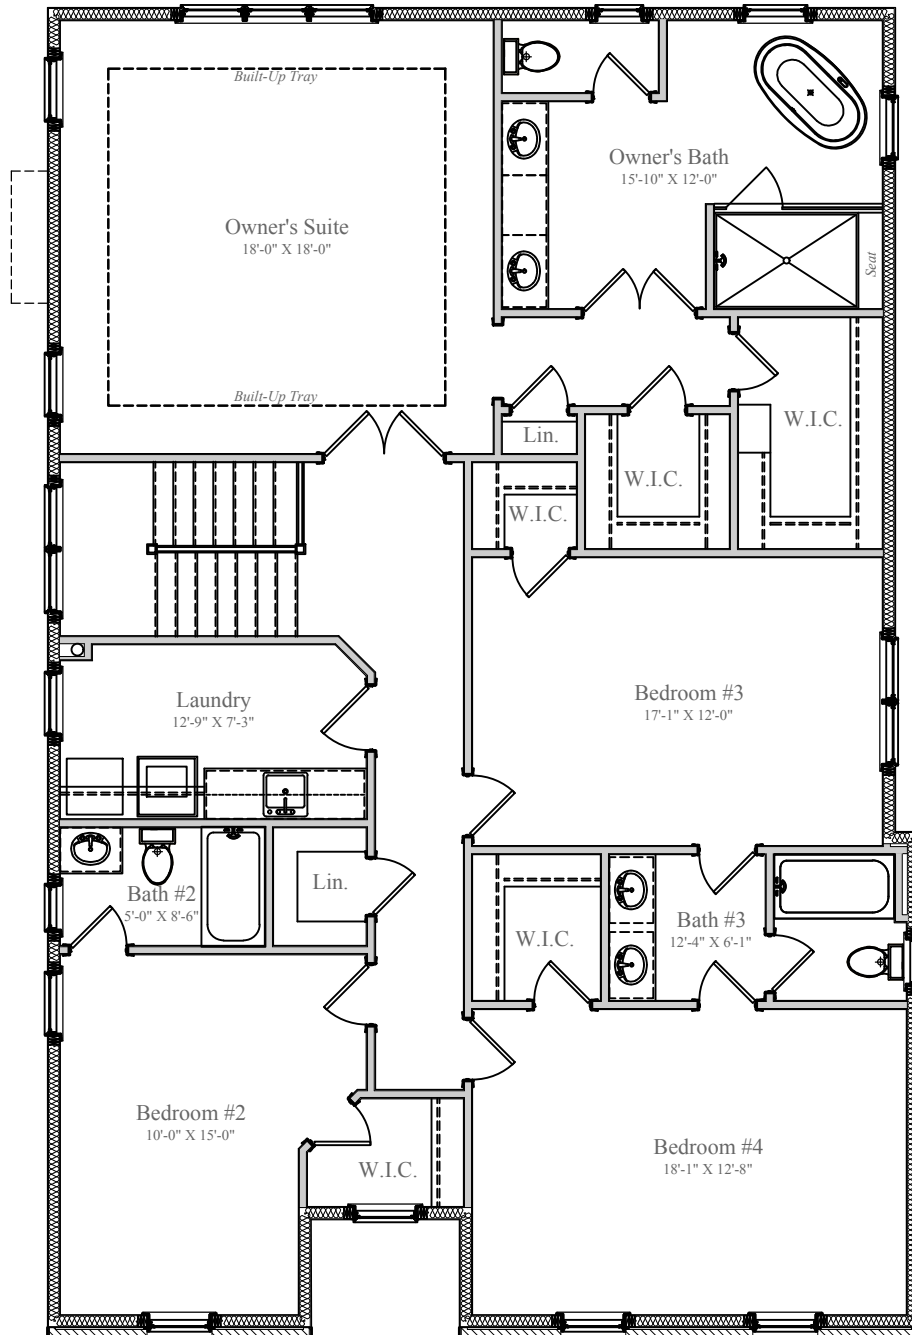 Built-Up Tray
Owner's Suite
18'-0" X 18'-0"
Built-Up Tray
Owner's Bath
15'-10" X 12'-0"
Seat
Lin.
W.I.C.
W.I.C.
W.I.C.
Laundry
12'-9" X 7'-3"
Bedroom #3
17'-1" X 12'-0"
Bath #2
5'-0" X 8'-6"
Lin.
W.I.C.
Bath #3
12'-4" X 6'-1"
Bedroom #2
10'-0" X 15'-0"
W.I.C.
Bedroom #4
18'-1" X 12'-8"